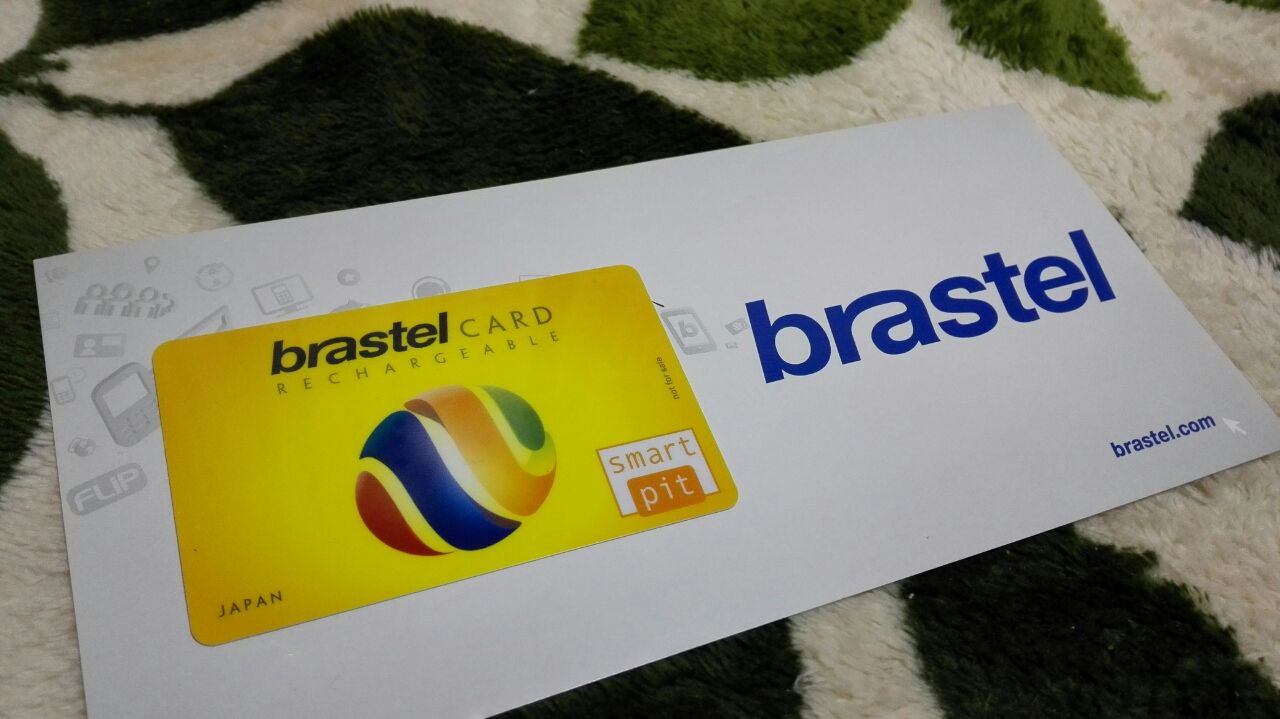 brastel CARD
RECHARGEABLE
not for sale
smart
pit
JAPAN
FLIP
b
brastel
brastel.com